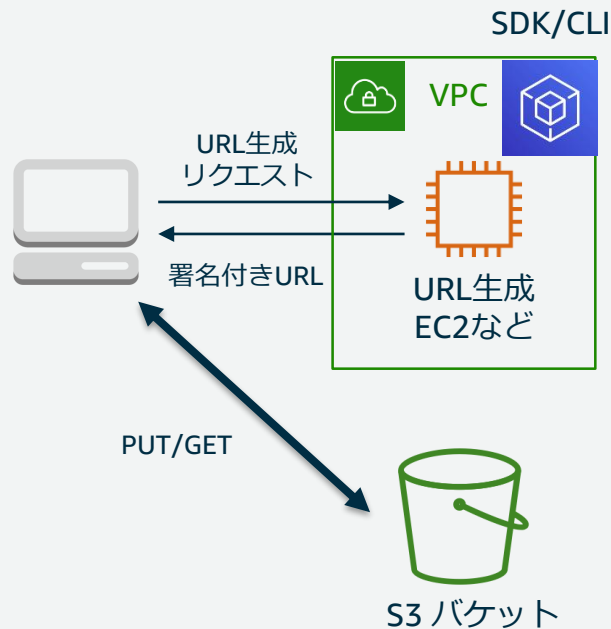 SDK/CLI
VPC
URL生成
リクエスト
署名付きURL
URL生成
EC2など
PUT/GET
S3 バケット